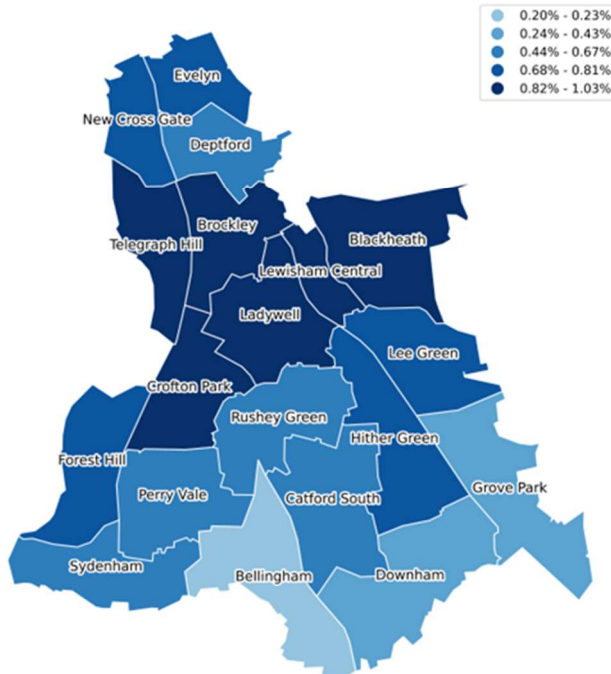 0.20% - 0.23%
0.24% - 0.43%
0.44% - 0.67%
0.68% - 0.81%
0.82% - 1.03%
Evelyn
New Cross Gate
Deptford
Brockley
Telegraph Hill
Blackheath
Lewisham Central
Ladywell
Lee Green
Crofton Park
Rushey Green
Hither Green
Forest Hill
Grove Park
Perry Vale
Catford South
Sydenham
Bellingham
Downham